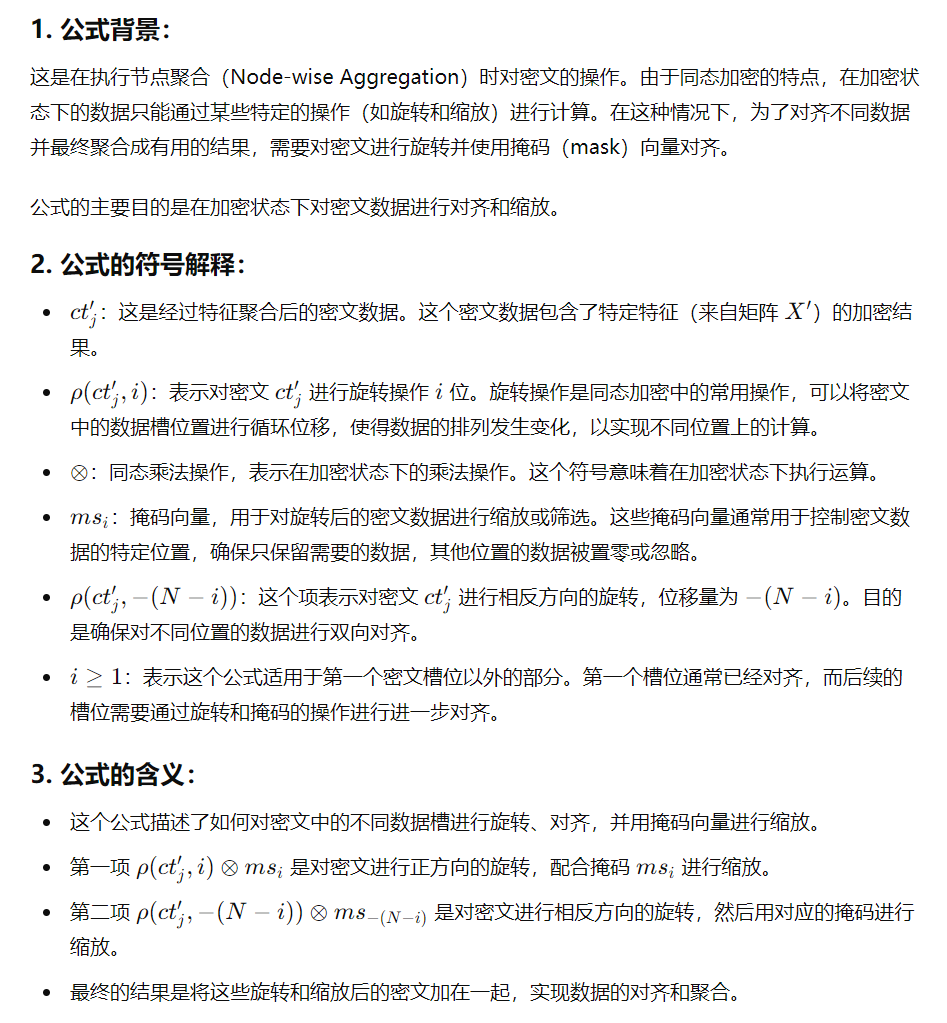 1. 公式背景：
这是在执行节点聚合（Node-wise Aggregation）时对密文的操作。由于同态加密的特点，在加密状
态下的数据只能通过某些特定的操作（如旋转和缩放）进行计算。在这种情况下，为了对齐不同数据
并最终聚合成有用的结果，需要对密文进行旋转并使用掩码（mask）向量对齐。
公式的主要目的是在加密状态下对密文数据进行对齐和缩放。
2. 公式的符号解释：
• $ct'_j$：这是经过特征聚合后的密文数据。这个密文数据包含了特定特征（来自矩阵 $X'$）的加密结
果。
• $\rho(ct'_j, i)$：表示对密文 $ct'_j$ 进行旋转操作 $i$ 位。旋转操作是同态加密中的常用操作，可以将密文
中的数据槽位置进行循环位移，使得数据的排列发生变化，以实现不同位置上的计算。
• $\otimes$：同态乘法操作，表示在加密状态下的乘法操作。这个符号意味着在加密状态下执行运算。
• $ms_i$：掩码向量，用于对旋转后的密文数据进行缩放或筛选。这些掩码向量通常用于控制密文数
据的特定位置，确保只保留需要的数据，其他位置的数据被置零或忽略。
• $\rho(ct'_j, -(N-i))$：这个项表示对密文 $ct'_j$ 进行相反方向的旋转，位移量为 $-(N-i)$。目的
是确保对不同位置的数据进行双向对齐。
• $i \geq 1$：表示这个公式适用于第一个密文槽位以外的部分。第一个槽位通常已经对齐，而后续的
槽位需要通过旋转和掩码的操作进行进一步对齐。
3. 公式的含义：
• 这个公式描述了如何对密文中的不同数据槽进行旋转、对齐，并用掩码向量进行缩放。
• 第一项 $\rho(ct'_j, i) \otimes ms_i$ 是对密文进行正方向的旋转，配合掩码 $ms_i$ 进行缩放。
• 第二项 $\rho(ct'_j, -(N-i)) \otimes ms_{-(N-i)}$ 是对密文进行相反方向的旋转，然后用对应的掩码进行
缩放。
• 最终的结果是将这些旋转和缩放后的密文加在一起，实现数据的对齐和聚合。